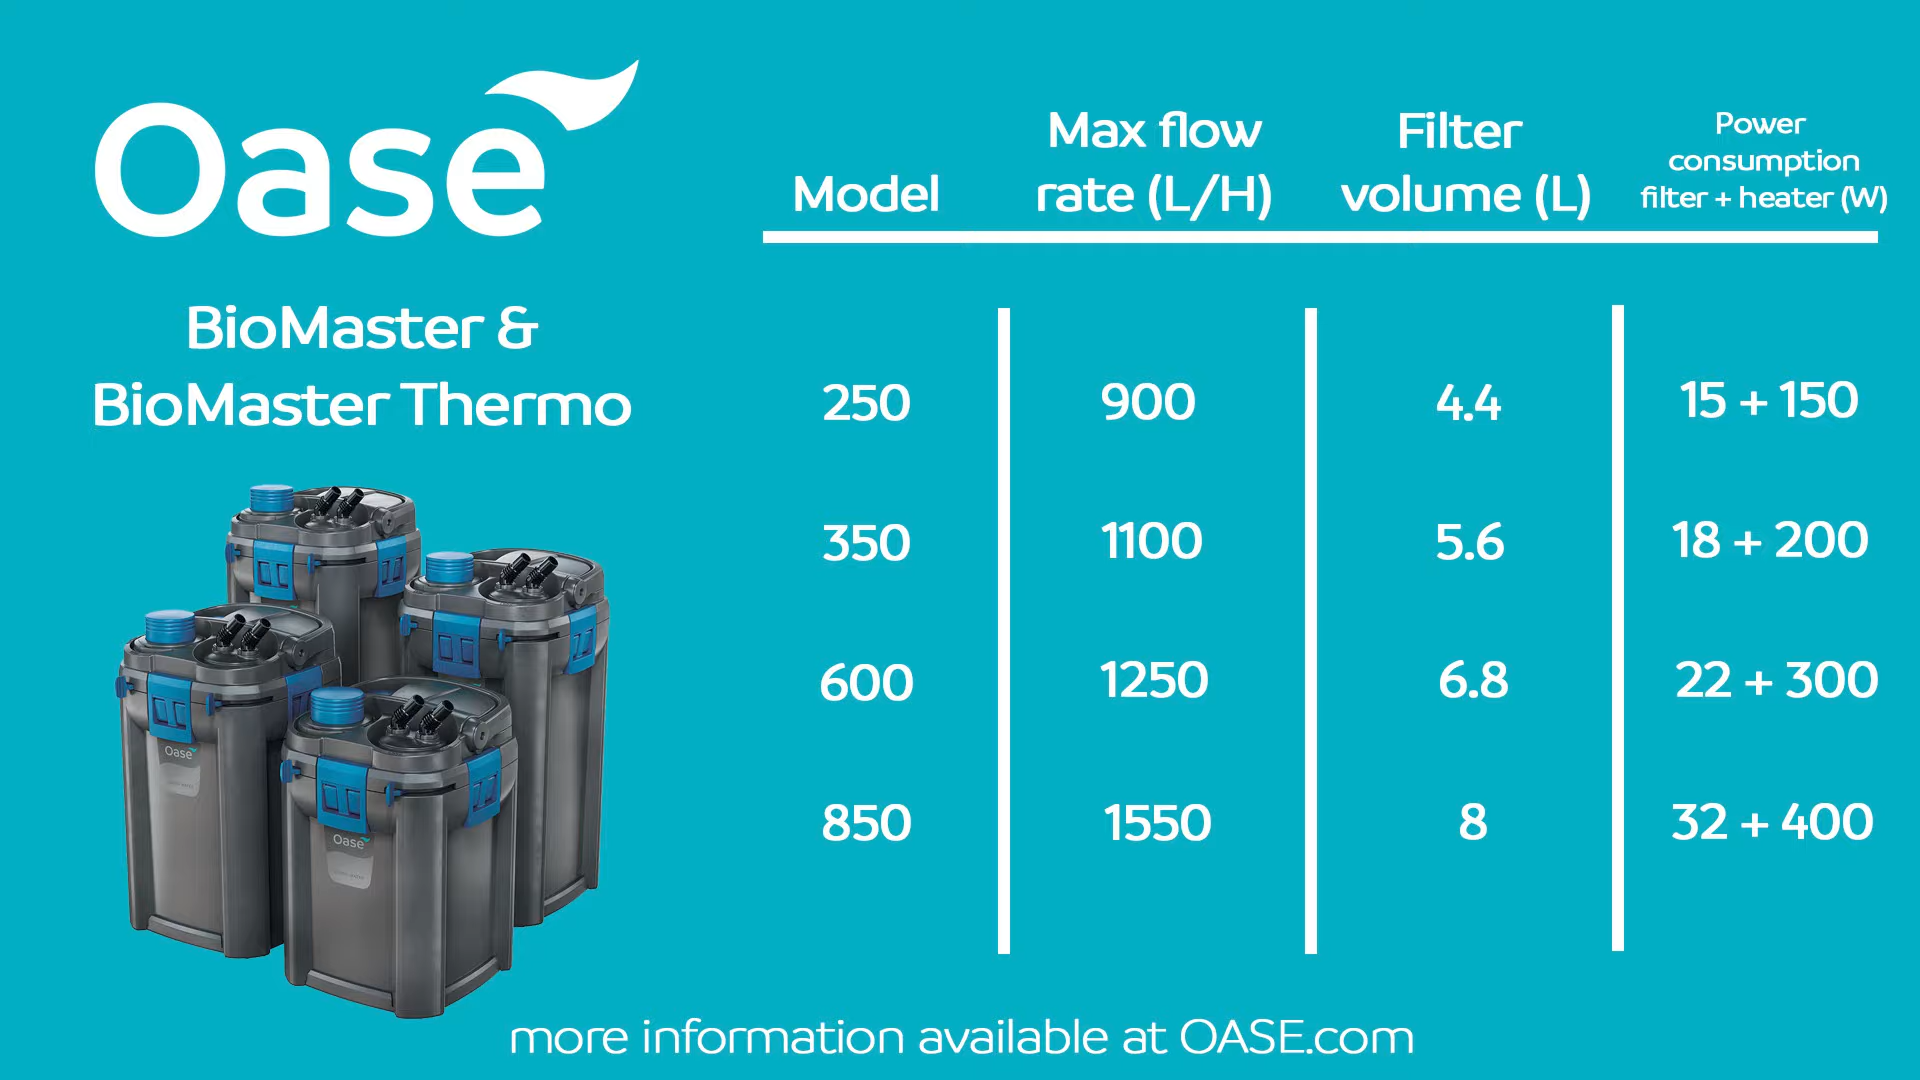 Oase
BioMaster &
BioMaster Thermo
Model
Max flow
rate (L/H)
Filter
volume (L)
Power
consumption
filter + heater (W)
250 900 4.4 15 + 150
350 1100 5.6 18 + 200
600 1250 6.8 22 + 300
850 1550 8 32 + 400
Oase
Oase
more information available at OASE.com